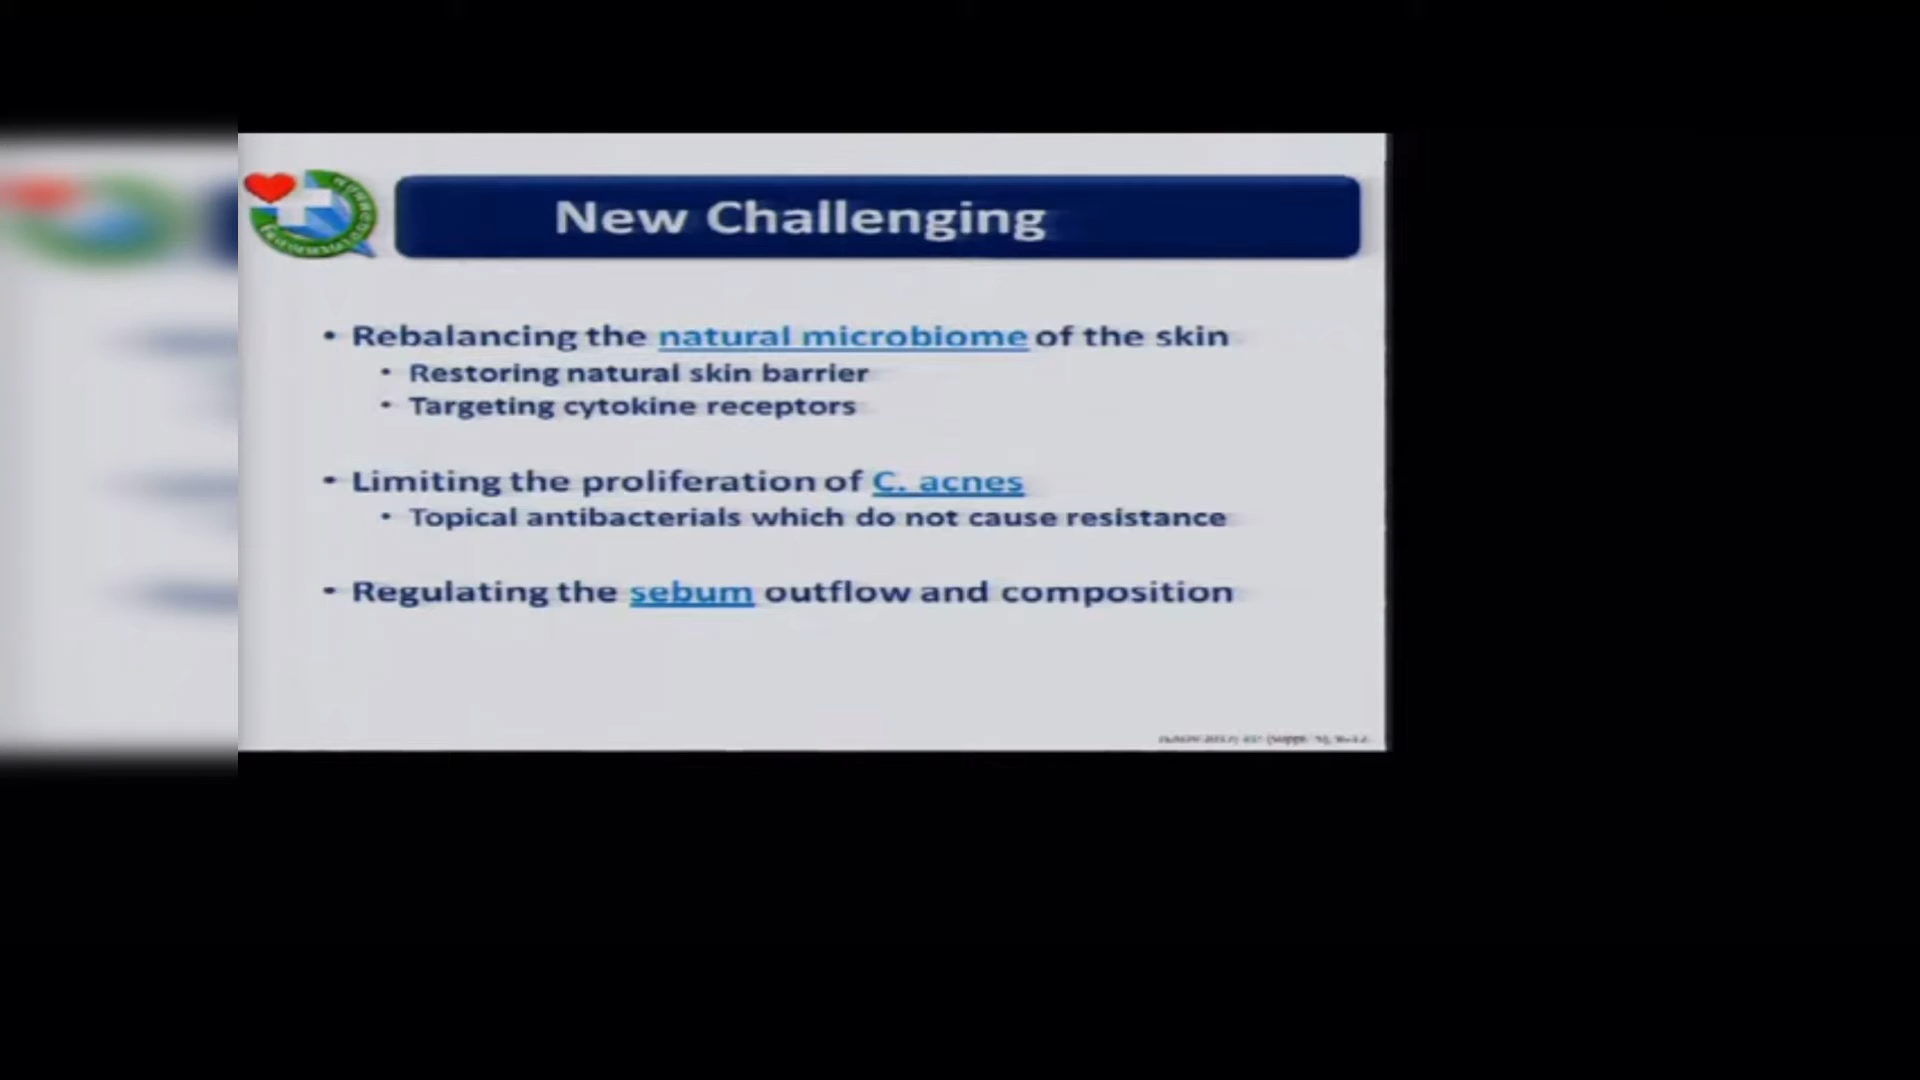 New Challenging
• Rebalancing the natural microbiome of the skin
• Restoring natural skin barrier
• Targeting cytokine receptors
• Limiting the proliferation of C. acnes
• Topical antibacterials which do not cause resistance
• Regulating the sebum outflow and composition